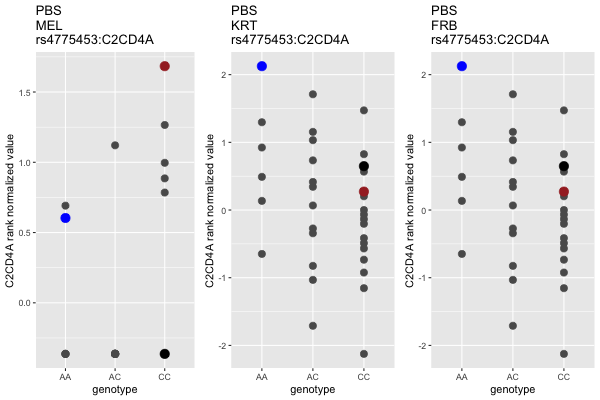 PBS
MEL
rs4775453:C2CD4A
C2CD4A rank normalized value
1.5
1.0
0.5
0.0
AA AC CC
genotype
PBS
KRT
rs4775453:C2CD4A
C2CD4A rank normalized value
2
1
0
-1
-2
AA AC CC
genotype
PBS
FRB
rs4775453:C2CD4A
C2CD4A rank normalized value
2
1
0
-1
-2
AA AC CC
genotype